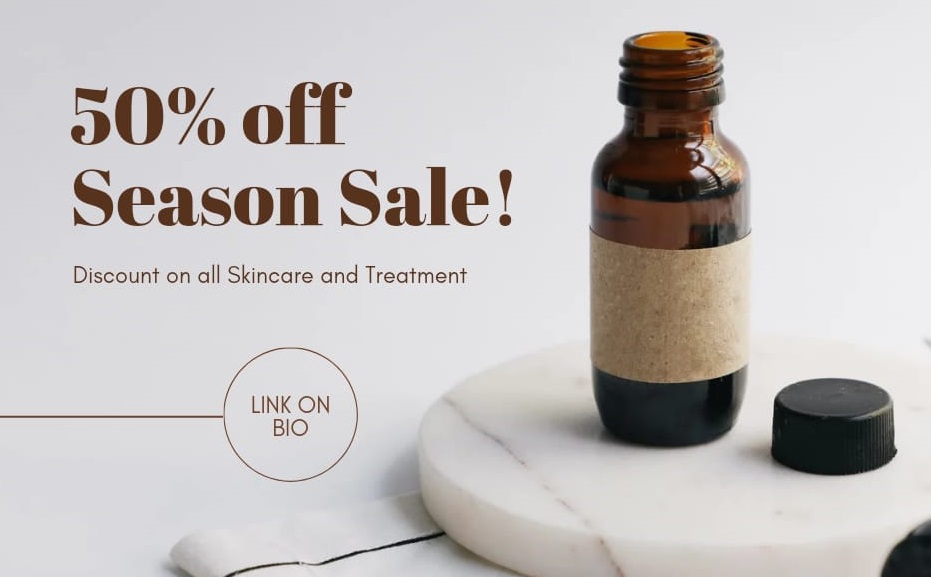 50% off
Season Sale!
Discount on all Skincare and Treatment
LINK ON
BIO